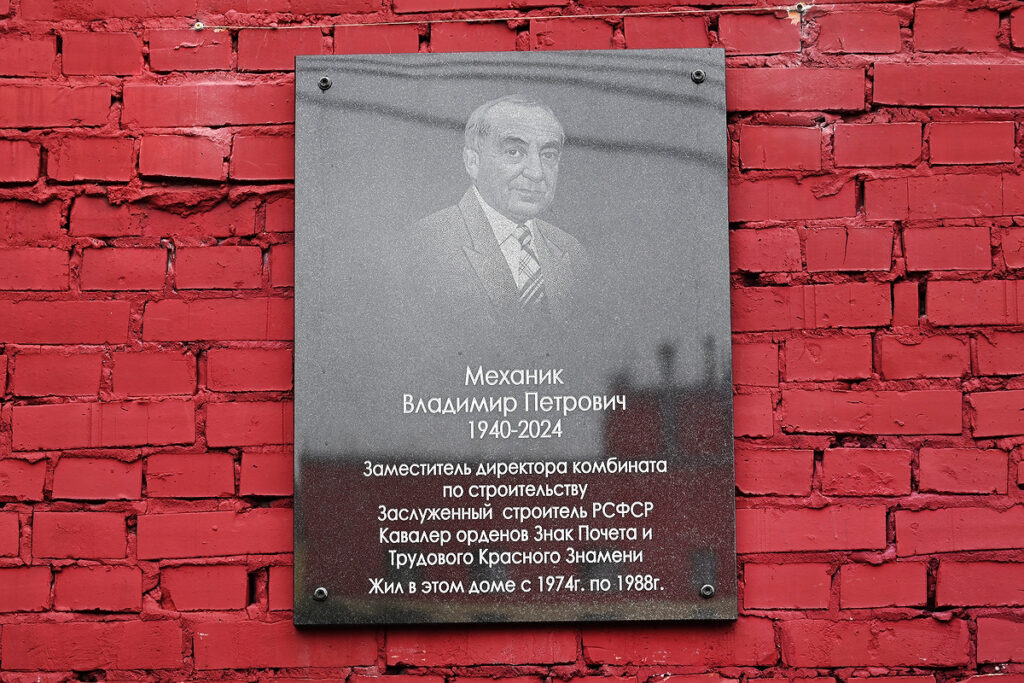 Механик
Владимир Петрович
1940-2024
Заместитель директора комбината
по строительству
Заслуженный строитель РСФСР
Кавалер орденов Знак Почета и
Трудового Красного Знамени
Жил в этом доме с 1974г. по 1988г.